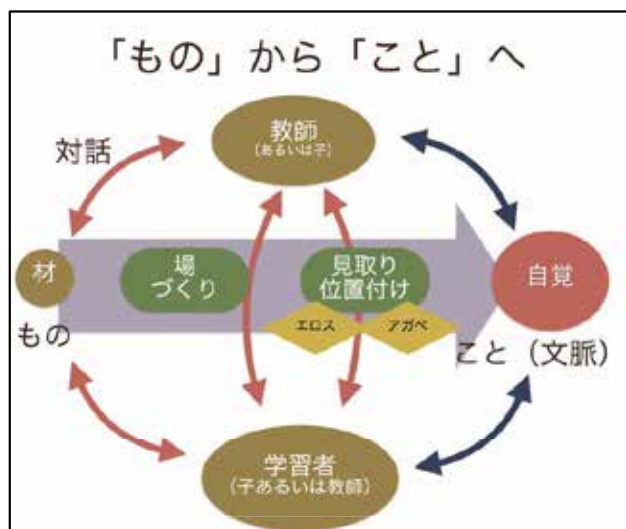 「もの」から「こと」へ
教師
(あるいは子)
対話
材
場
づくり
見取り
位置付け
自覚
エロス
アガペ
もの
こと（文脈）
学習者
（子あるいは教師）